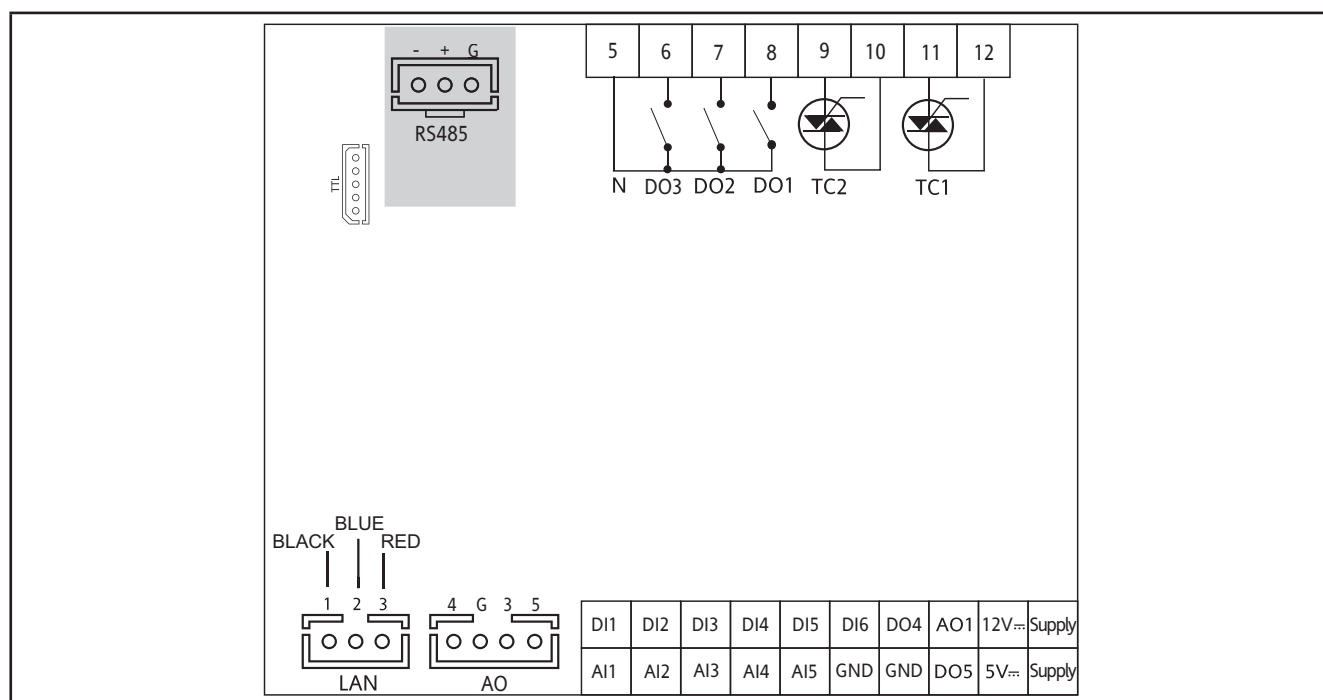 - + G
RS485
TTL
5 6 7 8 9 10 11 12
N DO3 DO2 DO1 TC2 TC1
BLUE
BLACK RED
1 2 3
LAN
4 G 3 5
AO
DI1 DI2 DI3 DI4 DI5 DI6 DO4 AO1 12V⎓ Supply
AI1 AI2 AI3 AI4 AI5 GND GND DO5 5V⎓ Supply